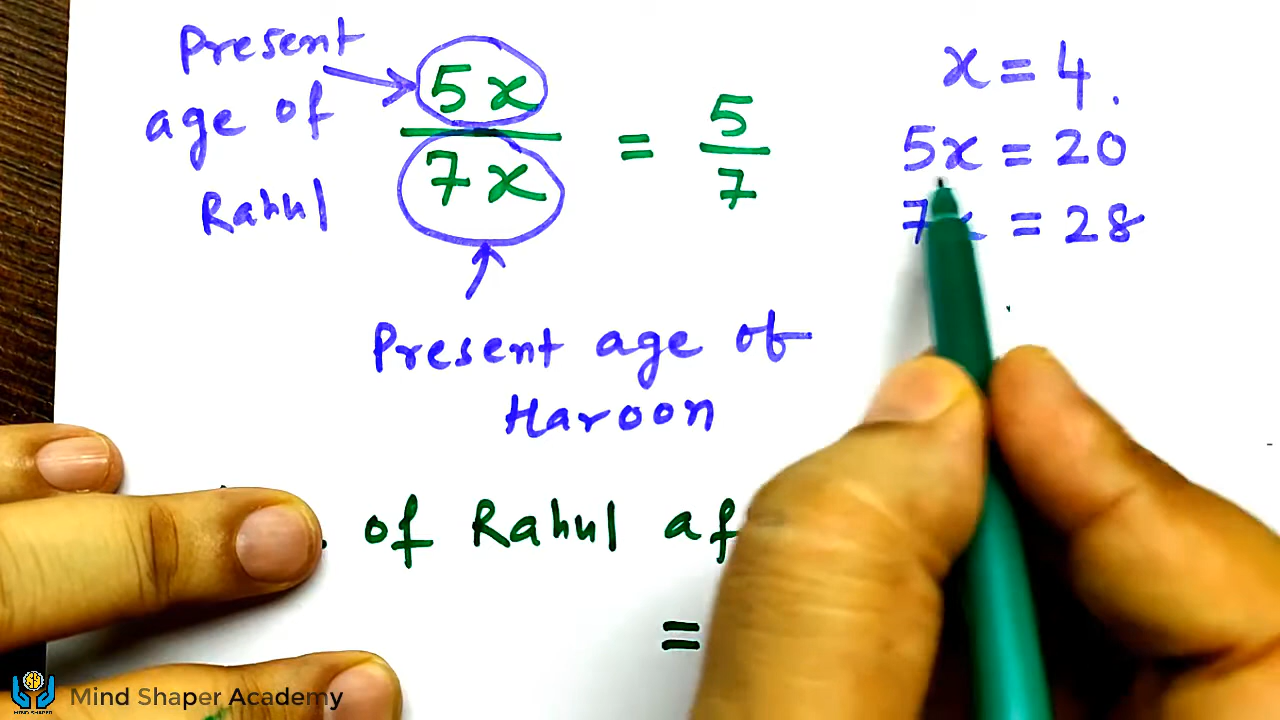 Present
age of
Rahul
5x
7x
=
5
7
x = 4.
5x = 20
7x = 28
Present age of
Haroon
of Rahul
=
Mind Shaper Academy